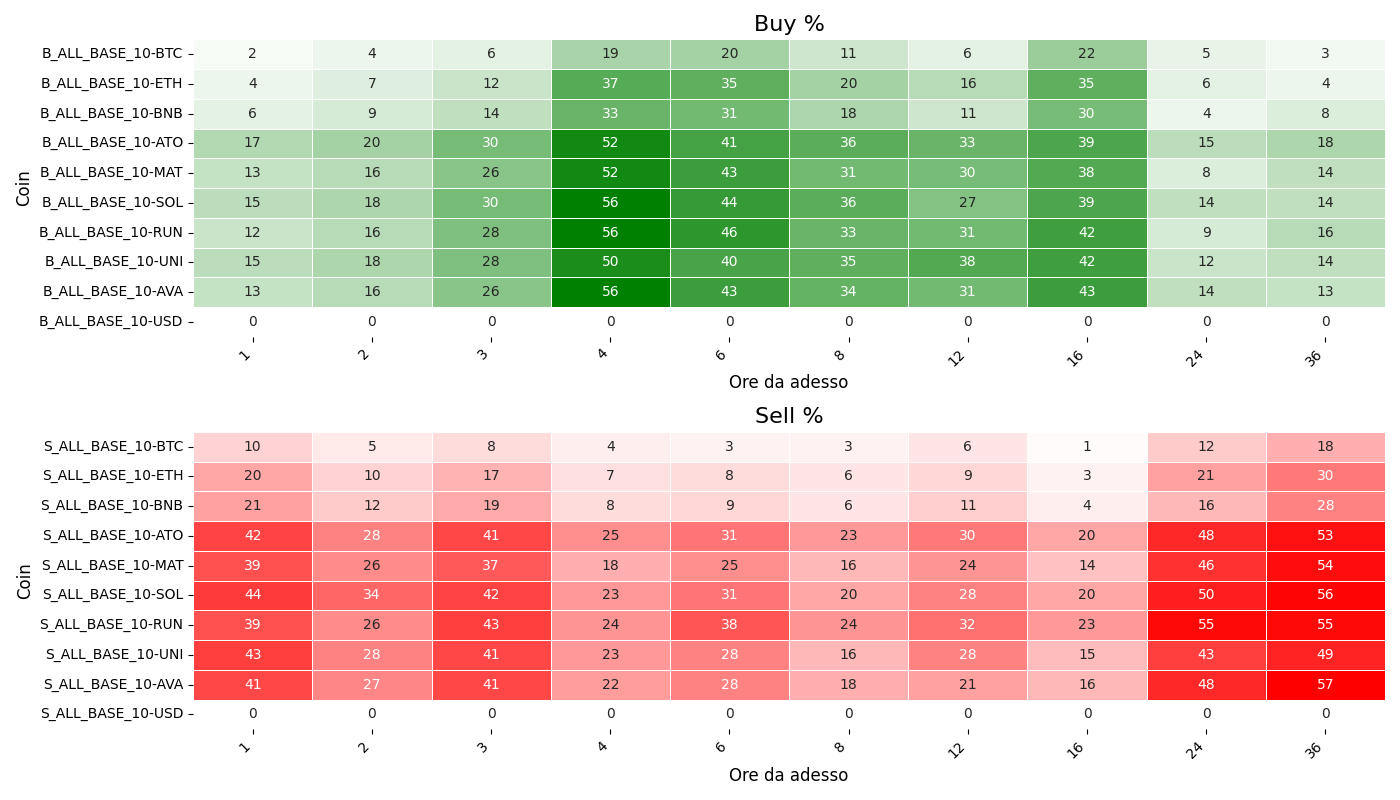 Buy %
Coin
B_ALL_BASE_10-BTC 2 4 6 19 20 11 6 22 5 3
B_ALL_BASE_10-ETH 4 7 12 37 35 20 16 35 6 4
B_ALL_BASE_10-BNB 6 9 14 33 31 18 11 30 4 8
B_ALL_BASE_10-ATO 17 20 30 52 41 36 33 39 15 18
B_ALL_BASE_10-MAT 13 16 26 52 43 31 30 38 8 14
B_ALL_BASE_10-SOL 15 18 30 56 44 36 27 39 14 14
B_ALL_BASE_10-RUN 12 16 28 56 46 33 31 42 9 16
B_ALL_BASE_10-UNI 15 18 28 50 40 35 38 42 12 14
B_ALL_BASE_10-AVA 13 16 26 56 43 34 31 43 14 13
B_ALL_BASE_10-USD 0 0 0 0 0 0 0 0 0 0
1 2 3 4 6 8 12 16 24 36
Ore da adesso
Sell %
Coin
S_ALL_BASE_10-BTC 10 5 8 4 3 3 6 1 12 18
S_ALL_BASE_10-ETH 20 10 17 7 8 6 9 3 21 30
S_ALL_BASE_10-BNB 21 12 19 8 9 6 11 4 16 28
S_ALL_BASE_10-ATO 42 28 41 25 31 23 30 20 48 53
S_ALL_BASE_10-MAT 39 26 37 18 25 16 24 14 46 54
S_ALL_BASE_10-SOL 44 34 42 23 31 20 28 20 50 56
S_ALL_BASE_10-RUN 39 26 43 24 38 24 32 23 55 55
S_ALL_BASE_10-UNI 43 28 41 23 28 16 28 15 43 49
S_ALL_BASE_10-AVA 41 27 41 22 28 18 21 16 48 57
S_ALL_BASE_10-USD 0 0 0 0 0 0 0 0 0 0
1 2 3 4 6 8 12 16 24 36
Ore da adesso